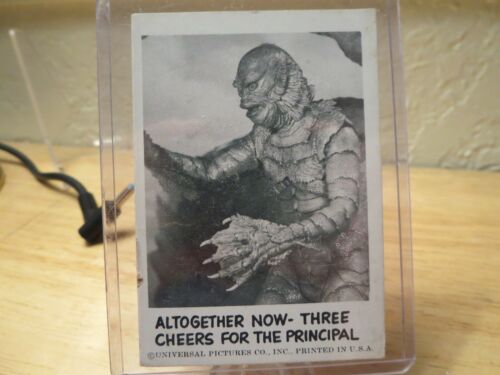 ALTOGETHER NOW- THREE
CHEERS FOR THE PRINCIPAL
©UNIVERSAL PICTURES CO., INC., PRINTED IN U.S.A.